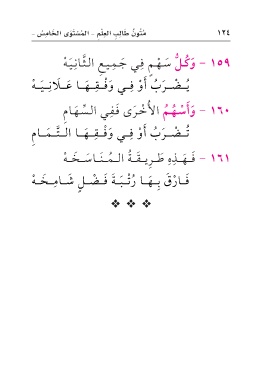 ١٢٤
مُتُونُ طَالِبِ العِلْمِ - المُسْتَوَى الخَامِسُ -
١٥٩ - وَكُلُّ سَهْمٍ فِي جَمِيعِ الثَّانِيَهْ
يُضْرَبُ أَوْ فِي وَفْقِهَا عَلَانِيَهْ
١٦٠ - وَأَسْهُمُ الأُخْرَى فَفِي السِّهَامِ
تُضْرَبُ أَوْ فِي وَفْقِهَا التَّمَامِ
١٦١ - فَهَذِهِ طَرِيقَةُ المُنَاسَخَهْ
فَارْقَ بِهَا رُتْبَةَ فَضْلٍ شَامِخَهْ